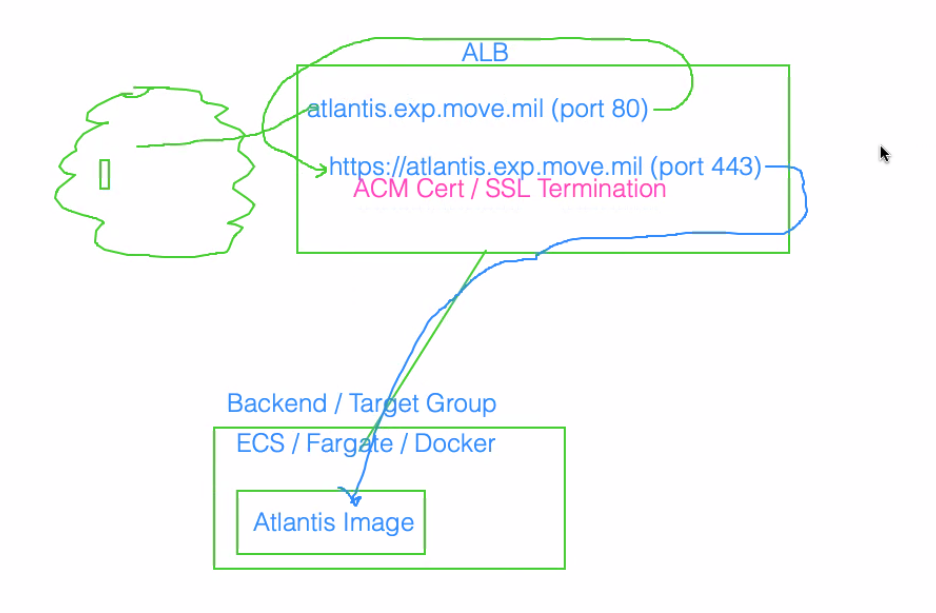 ALB
atlantis.exp.move.mil (port 80)
https://atlantis.exp.move.mil (port 443)
ACM Cert / SSL Termination
Backend / Target Group
ECS / Fargate / Docker
Atlantis Image